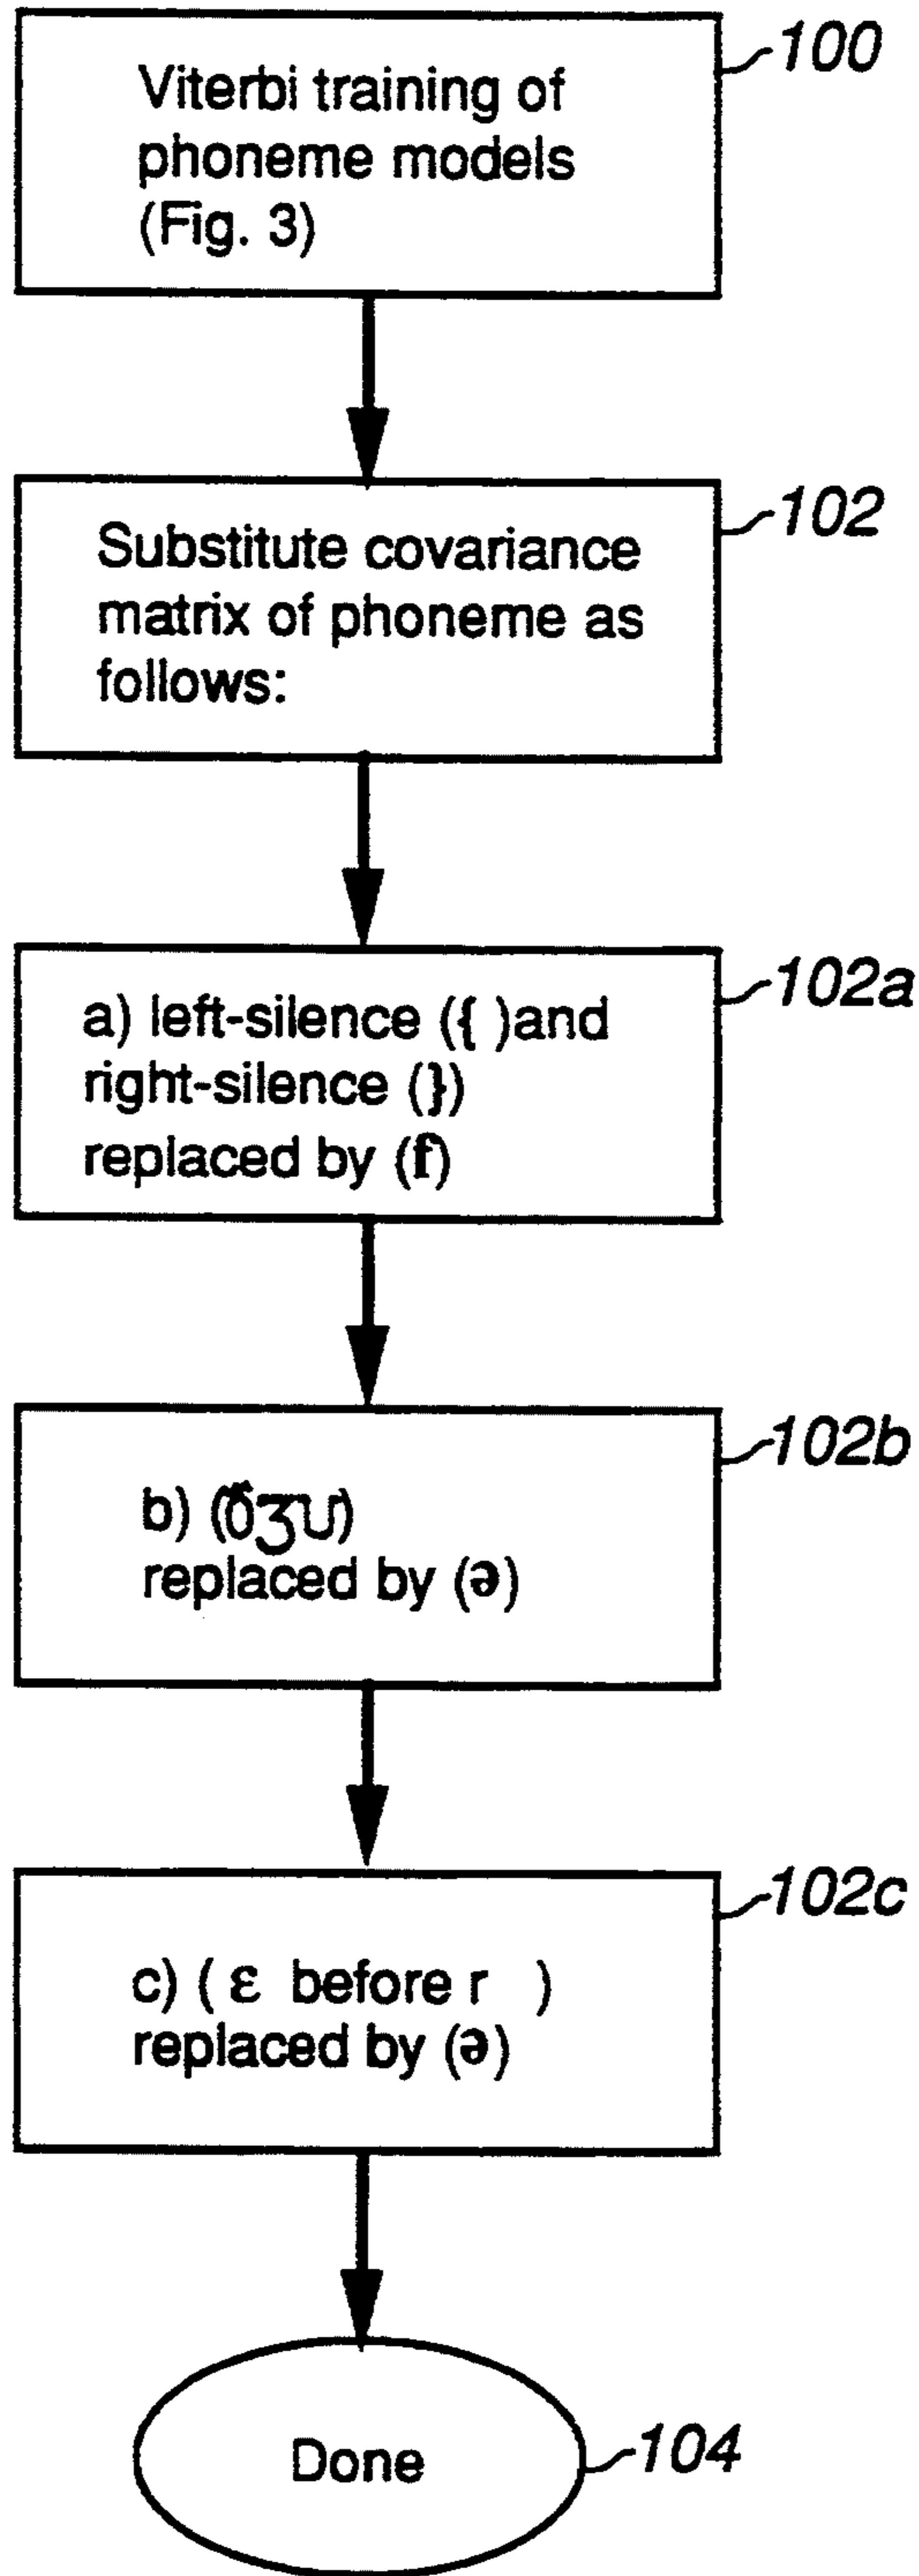 100
Viterbi training of
phoneme models
(Fig. 3)
102
Substitute covariance
matrix of phoneme as
follows:
102a
a) left-silence ({ )and
right-silence (})
replaced by (f)
102b
b) (ðʒʊ)
replaced by (ə)
102c
c) ( ɛ before r )
replaced by (ə)
Done
104